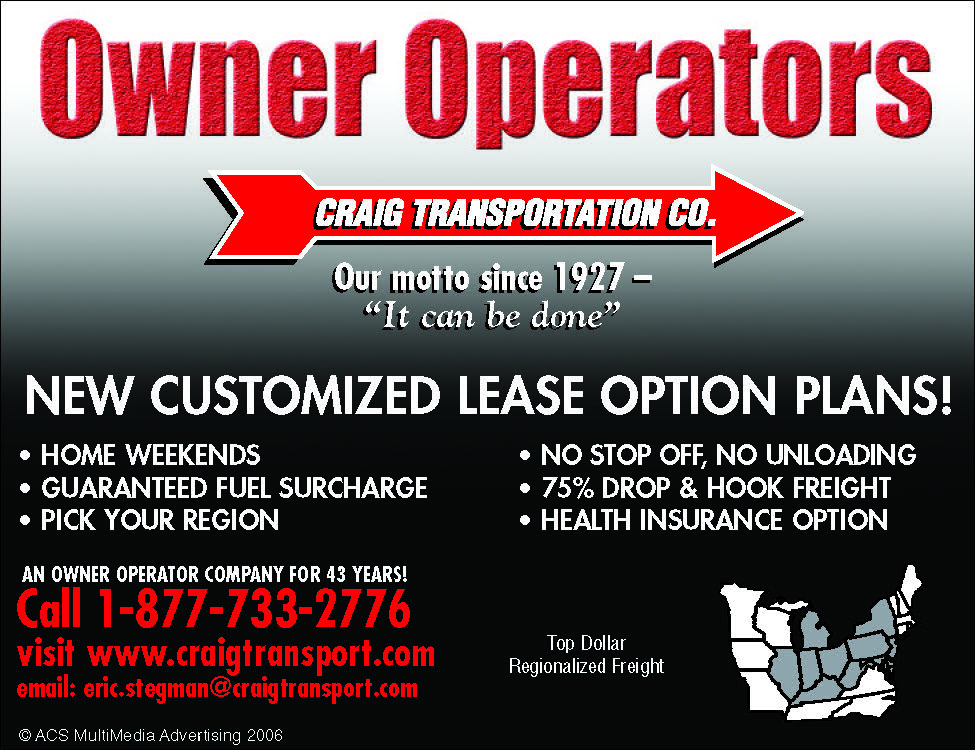 Owner Operators
CRAIG TRANSPORTATION CO.
Our motto since 1927 –
“It can be done”
NEW CUSTOMIZED LEASE OPTION PLANS!
• HOME WEEKENDS
• GUARANTEED FUEL SURCHARGE
• PICK YOUR REGION
• NO STOP OFF, NO UNLOADING
• 75% DROP & HOOK FREIGHT
• HEALTH INSURANCE OPTION
AN OWNER OPERATOR COMPANY FOR 43 YEARS!
Call 1-877-733-2776
visit www.craigtransport.com
email: eric.stegman@craigtransport.com
Top Dollar
Regionalized Freight
© ACS MultiMedia Advertising 2006